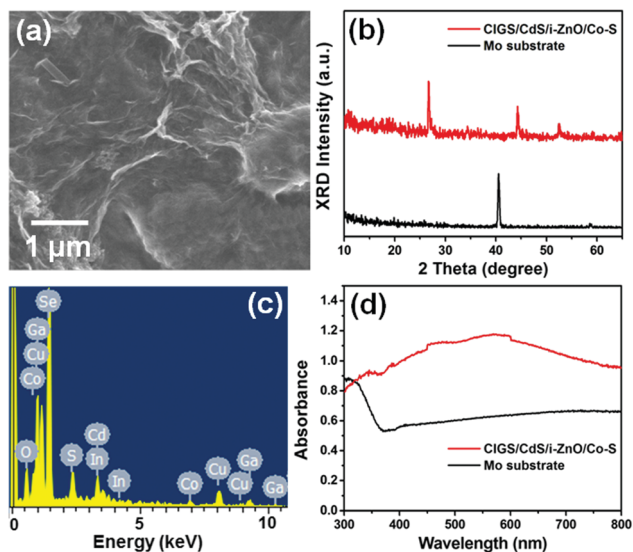 (a)
1 μm
(b)
CIGS/CdS/i-ZnO/Co-S
Mo substrate
XRD Intensity (a.u.)
10 20 30 40 50 60
2 Theta (degree)
(c)
Se
Ga
Cu
Co
O
S
Cd
In
In
Co
Cu
Cu
Ga
Ga
0 5 10
Energy (keV)
(d)
1.4
1.2
1.0
0.8
0.6
0.4
0.2
0.0
Absorbance
CIGS/CdS/i-ZnO/Co-S
Mo substrate
300 400 500 600 700 800
Wavelength (nm)